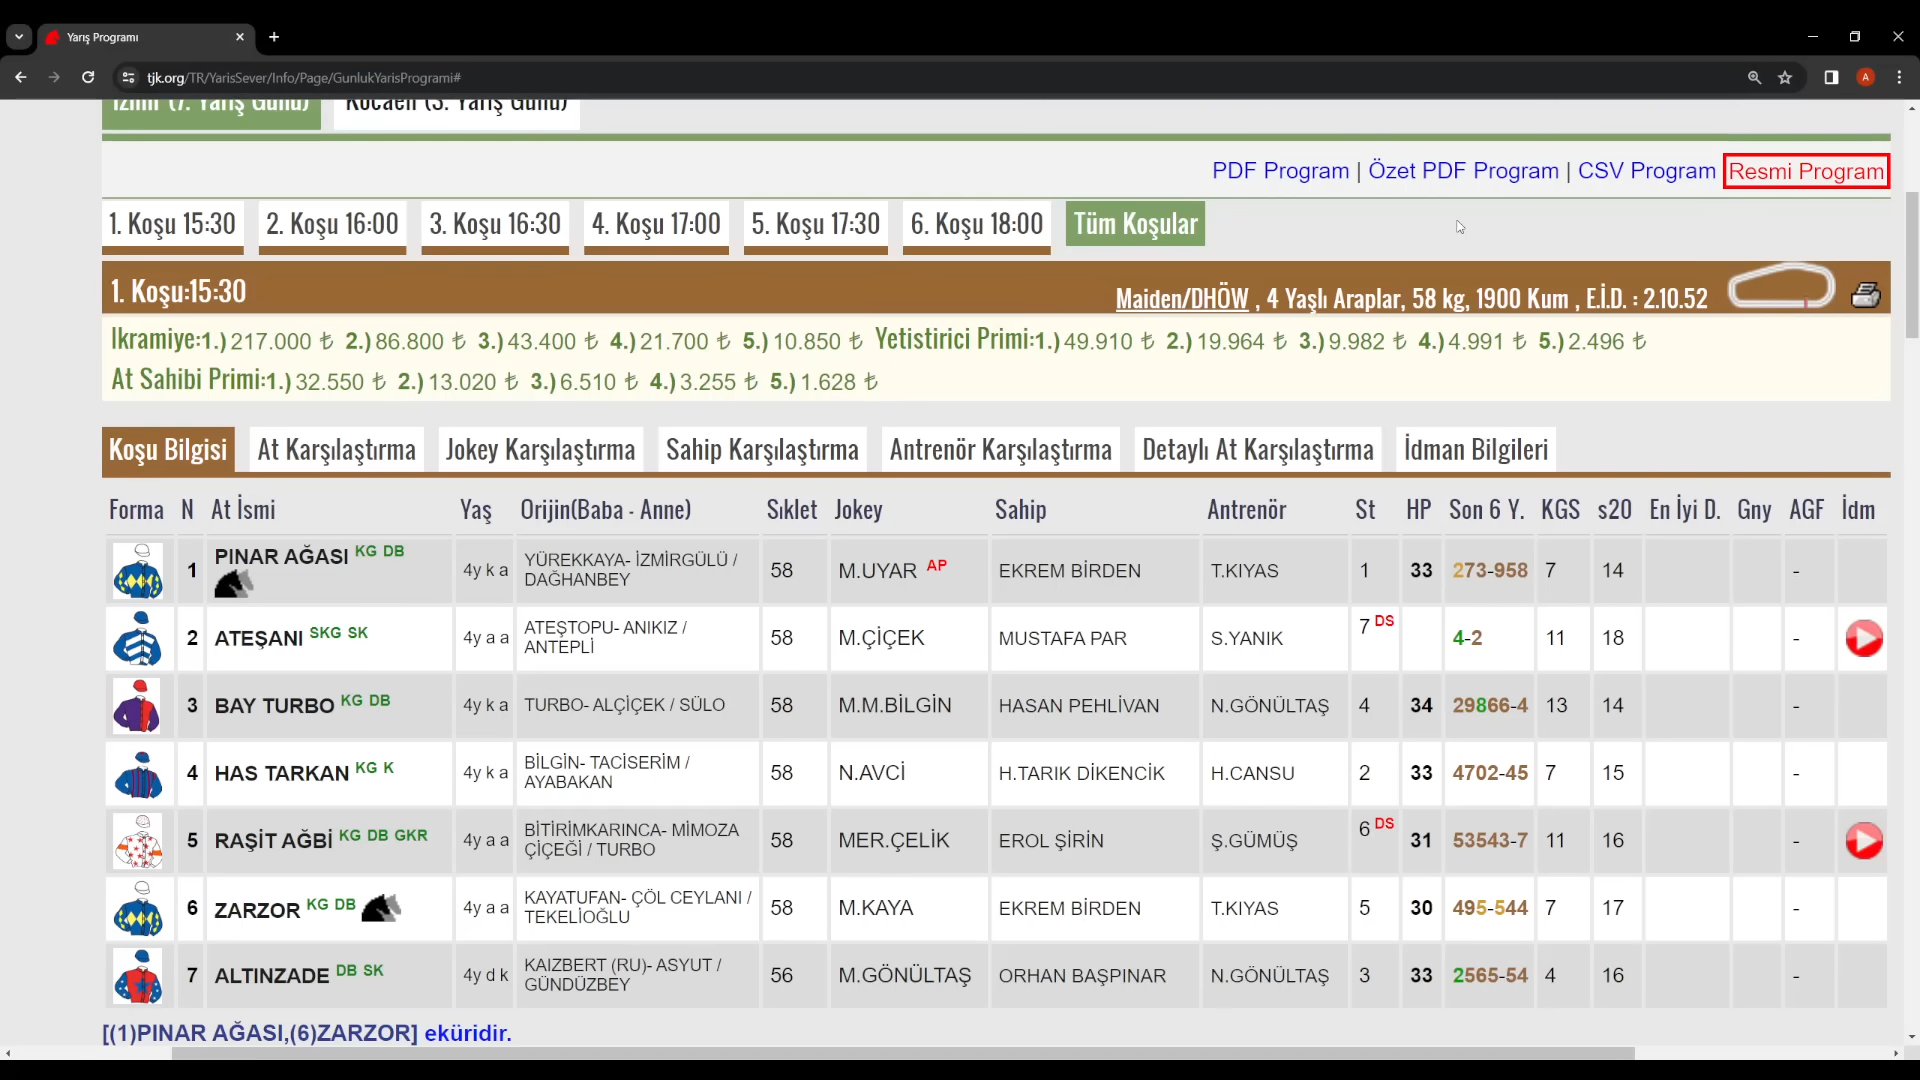 Yarış Programı
tjk.org/TR/YarisSever/Info/Page/GunlukYarisProgrami#
A
İzmir (7. Yarış Günü) Kocaeli (3. Yarış Günü)
PDF Program | Özet PDF Program | CSV Program Resmi Program
1. Koşu 15:30 2. Koşu 16:00 3. Koşu 16:30 4. Koşu 17:00 5. Koşu 17:30 6. Koşu 18:00 Tüm Koşular
1. Koşu:15:30 Maiden/DHÖW , 4 Yaşlı Araplar, 58 kg, 1900 Kum , E.İ.D. : 2.10.52
Ikramiye:1.) 217.000 ₺ 2.) 86.800 ₺ 3.) 43.400 ₺ 4.) 21.700 ₺ 5.) 10.850 ₺ Yetistirici Primi:1.) 49.910 ₺ 2.) 19.964 ₺ 3.) 9.982 ₺ 4.) 4.991 ₺ 5.) 2.496 ₺
At Sahibi Primi:1.) 32.550 ₺ 2.) 13.020 ₺ 3.) 6.510 ₺ 4.) 3.255 ₺ 5.) 1.628 ₺
Koşu Bilgisi At Karşılaştırma Jokey Karşılaştırma Sahip Karşılaştırma Antrenör Karşılaştırma Detaylı At Karşılaştırma İdman Bilgileri
Forma N At İsmi Yaş Orijin(Baba - Anne) Sıklet Jokey Sahip Antrenör St HP Son 6 Y. KGS s20 En İyi D. Gny AGF İdm
1 PINAR AĞASI KG DB 4y k a YÜREKKAYA- İZMİRGÜLÜ / DAĞHANBEY 58 M.UYAR AP EKREM BİRDEN T.KIYAS 1 33 273-958 7 14 -
2 ATEŞANI SKG SK 4y a a ATEŞTOPU- ANIKIZ / ANTEPLİ 58 M.ÇİÇEK MUSTAFA PAR S.YANIK 7 DS 4-2 11 18 -
3 BAY TURBO KG DB 4y k a TURBO- ALÇİÇEK / SÜLO 58 M.M.BİLGİN HASAN PEHLİVAN N.GÖNÜLTAŞ 4 34 29866-4 13 14 -
4 HAS TARKAN KG K 4y k a BİLGİN- TACİSERİM / AYABAKAN 58 N.AVCİ H.TARIK DİKENCİK H.CANSU 2 33 4702-45 7 15 -
5 RAŞİT AĞBİ KG DB GKR 4y a a BİTİRİMKARINCA- MİMOZA ÇİÇEĞİ / TURBO 58 MER.ÇELİK EROL ŞİRİN Ş.GÜMÜŞ 6 DS 31 53543-7 11 16 -
6 ZARZOR KG DB 4y a a KAYATUFAN- ÇÖL CEYLANI / TEKELİOĞLU 58 M.KAYA EKREM BİRDEN T.KIYAS 5 30 495-544 7 17 -
7 ALTINZADE DB SK 4y d k KAIZBERT (RU)- ASYUT / GÜNDÜZBEY 56 M.GÖNÜLTAŞ ORHAN BAŞPINAR N.GÖNÜLTAŞ 3 33 2565-54 4 16 -
[(1)PINAR AĞASI,(6)ZARZOR] eküridir.